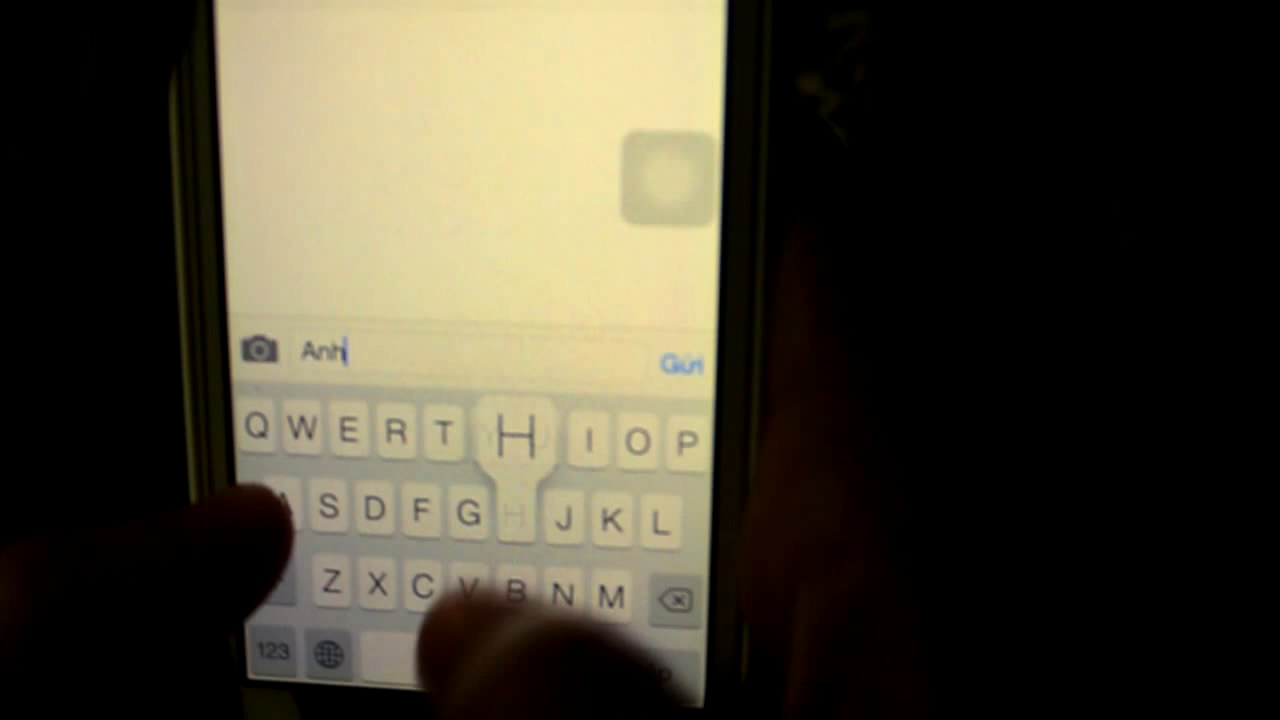 Anh Gửi
Q W E R T H I O P
A S D F G H J K L
Z X C V B N M
123